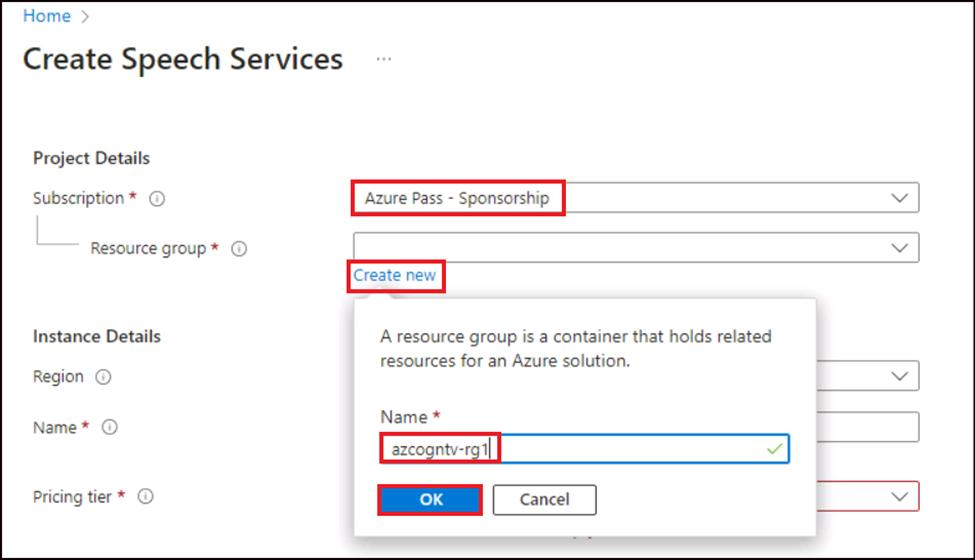 Home >
Create Speech Services ...
Project Details
Subscription *
Azure Pass - Sponsorship
Resource group *
Create new
A resource group is a container that holds related
resources for an Azure solution.
Name *
azcogntv-rg1
OK
Cancel
Instance Details
Region
Name *
Pricing tier *